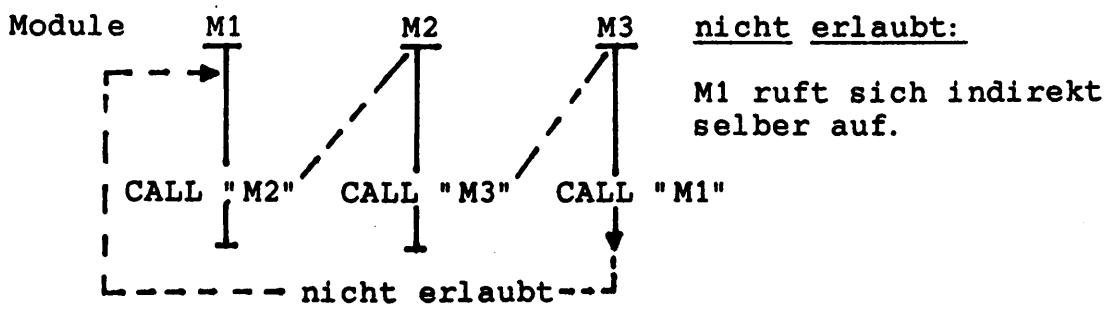 Module M1 M2 M3 nicht erlaubt:
M1 ruft sich indirekt
selber auf.
CALL "M2" CALL "M3" CALL "M1"
nicht erlaubt